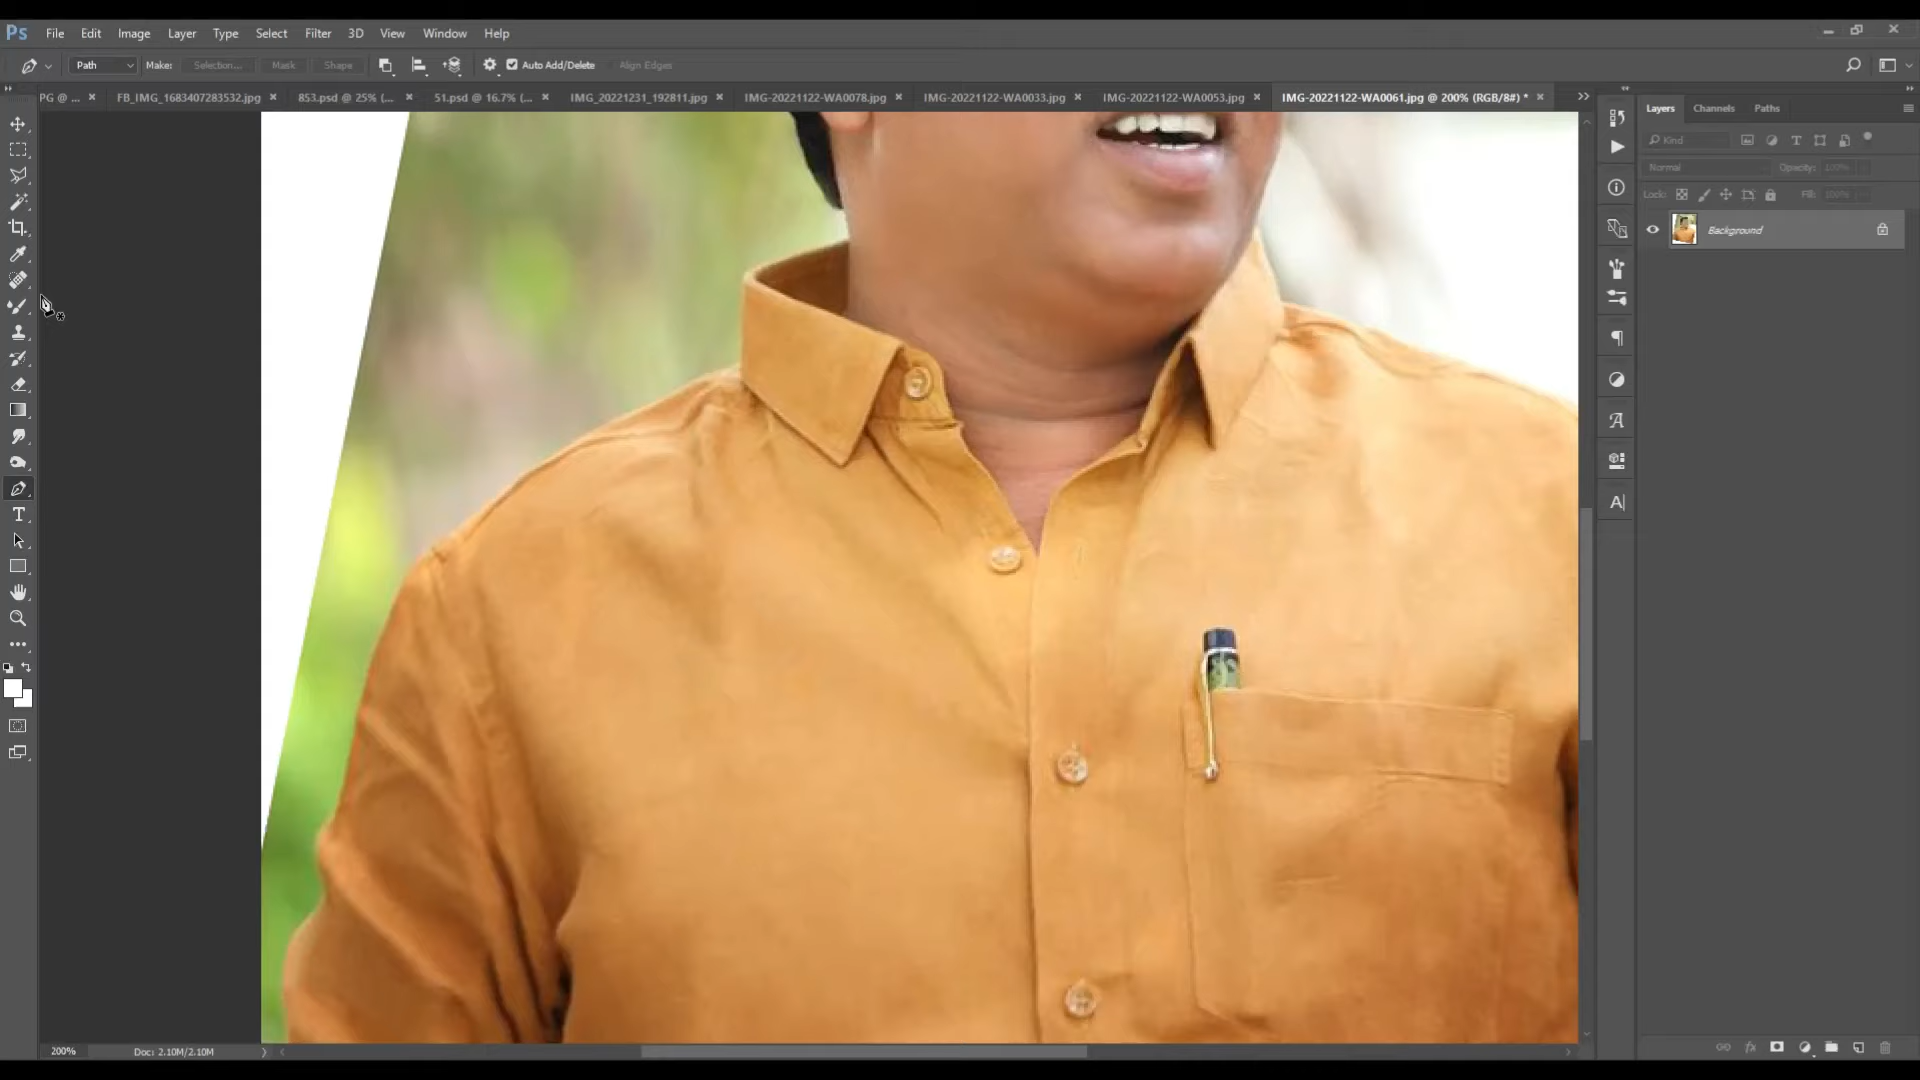 Ps File Edit Image Layer Type Select Filter 3D View Window Help
Path Make: Selection... Mask Shape Auto Add/Delete Align Edges
PG @ ... × FB_IMG_1683407283532.jpg × 853.psd @ 25% (... × 51.psd @ 16.7% (... × IMG_20221231_192811.jpg × IMG-20221122-WA0078.jpg × IMG-20221122-WA0033.jpg × IMG-20221122-WA0053.jpg × IMG-20221122-WA0061.jpg @ 200% (RGB/8#) * ×
Layers Channels Paths
Kind
Normal Opacity: 100%
Lock: Fill: 100%
Background
200% Doc: 2.10M/2.10M